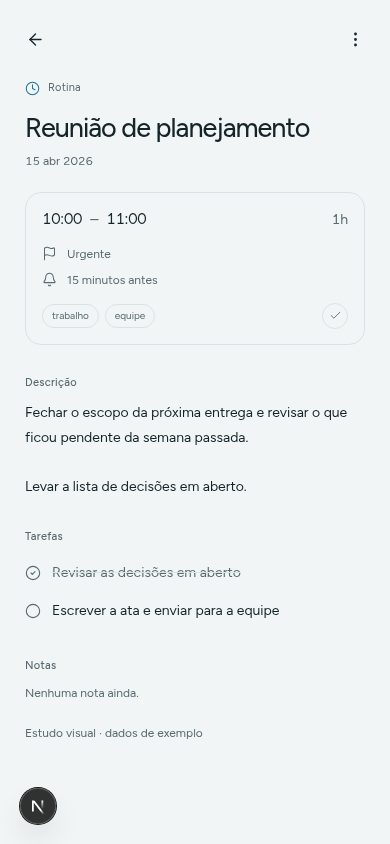 Rotina
Reunião de planejamento
15 abr 2026
10:00 – 11:00
1h
Urgente
15 minutos antes
trabalho
equipe
Descrição
Fechar o escopo da próxima entrega e revisar o que
ficou pendente da semana passada.
Levar a lista de decisões em aberto.
Tarefas
Revisar as decisões em aberto
Escrever a ata e enviar para a equipe
Notas
Nenhuma nota ainda.
Estudo visual · dados de exemplo
N